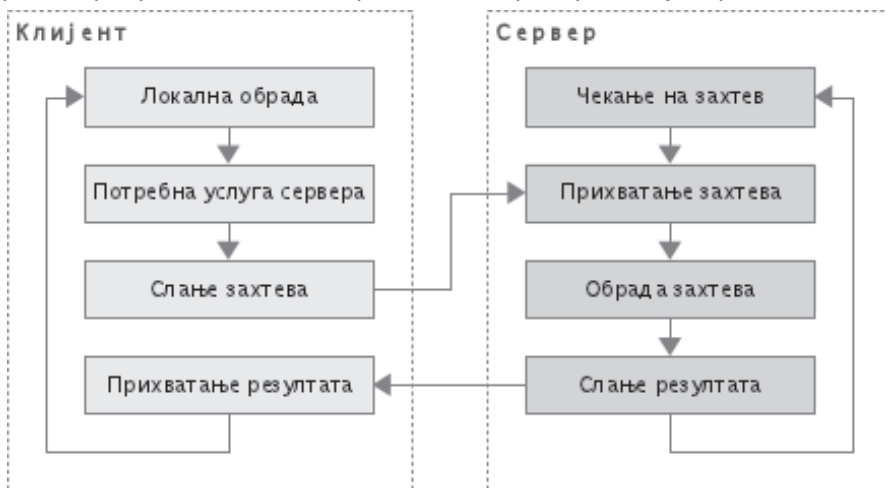 Клијент
Локална обрада
Потребна услуга сервера
Слање захтева
Прихватање резултата
Сервер
Чекање на захтев
Прихватање захтева
Обрада захтева
Слање резултата